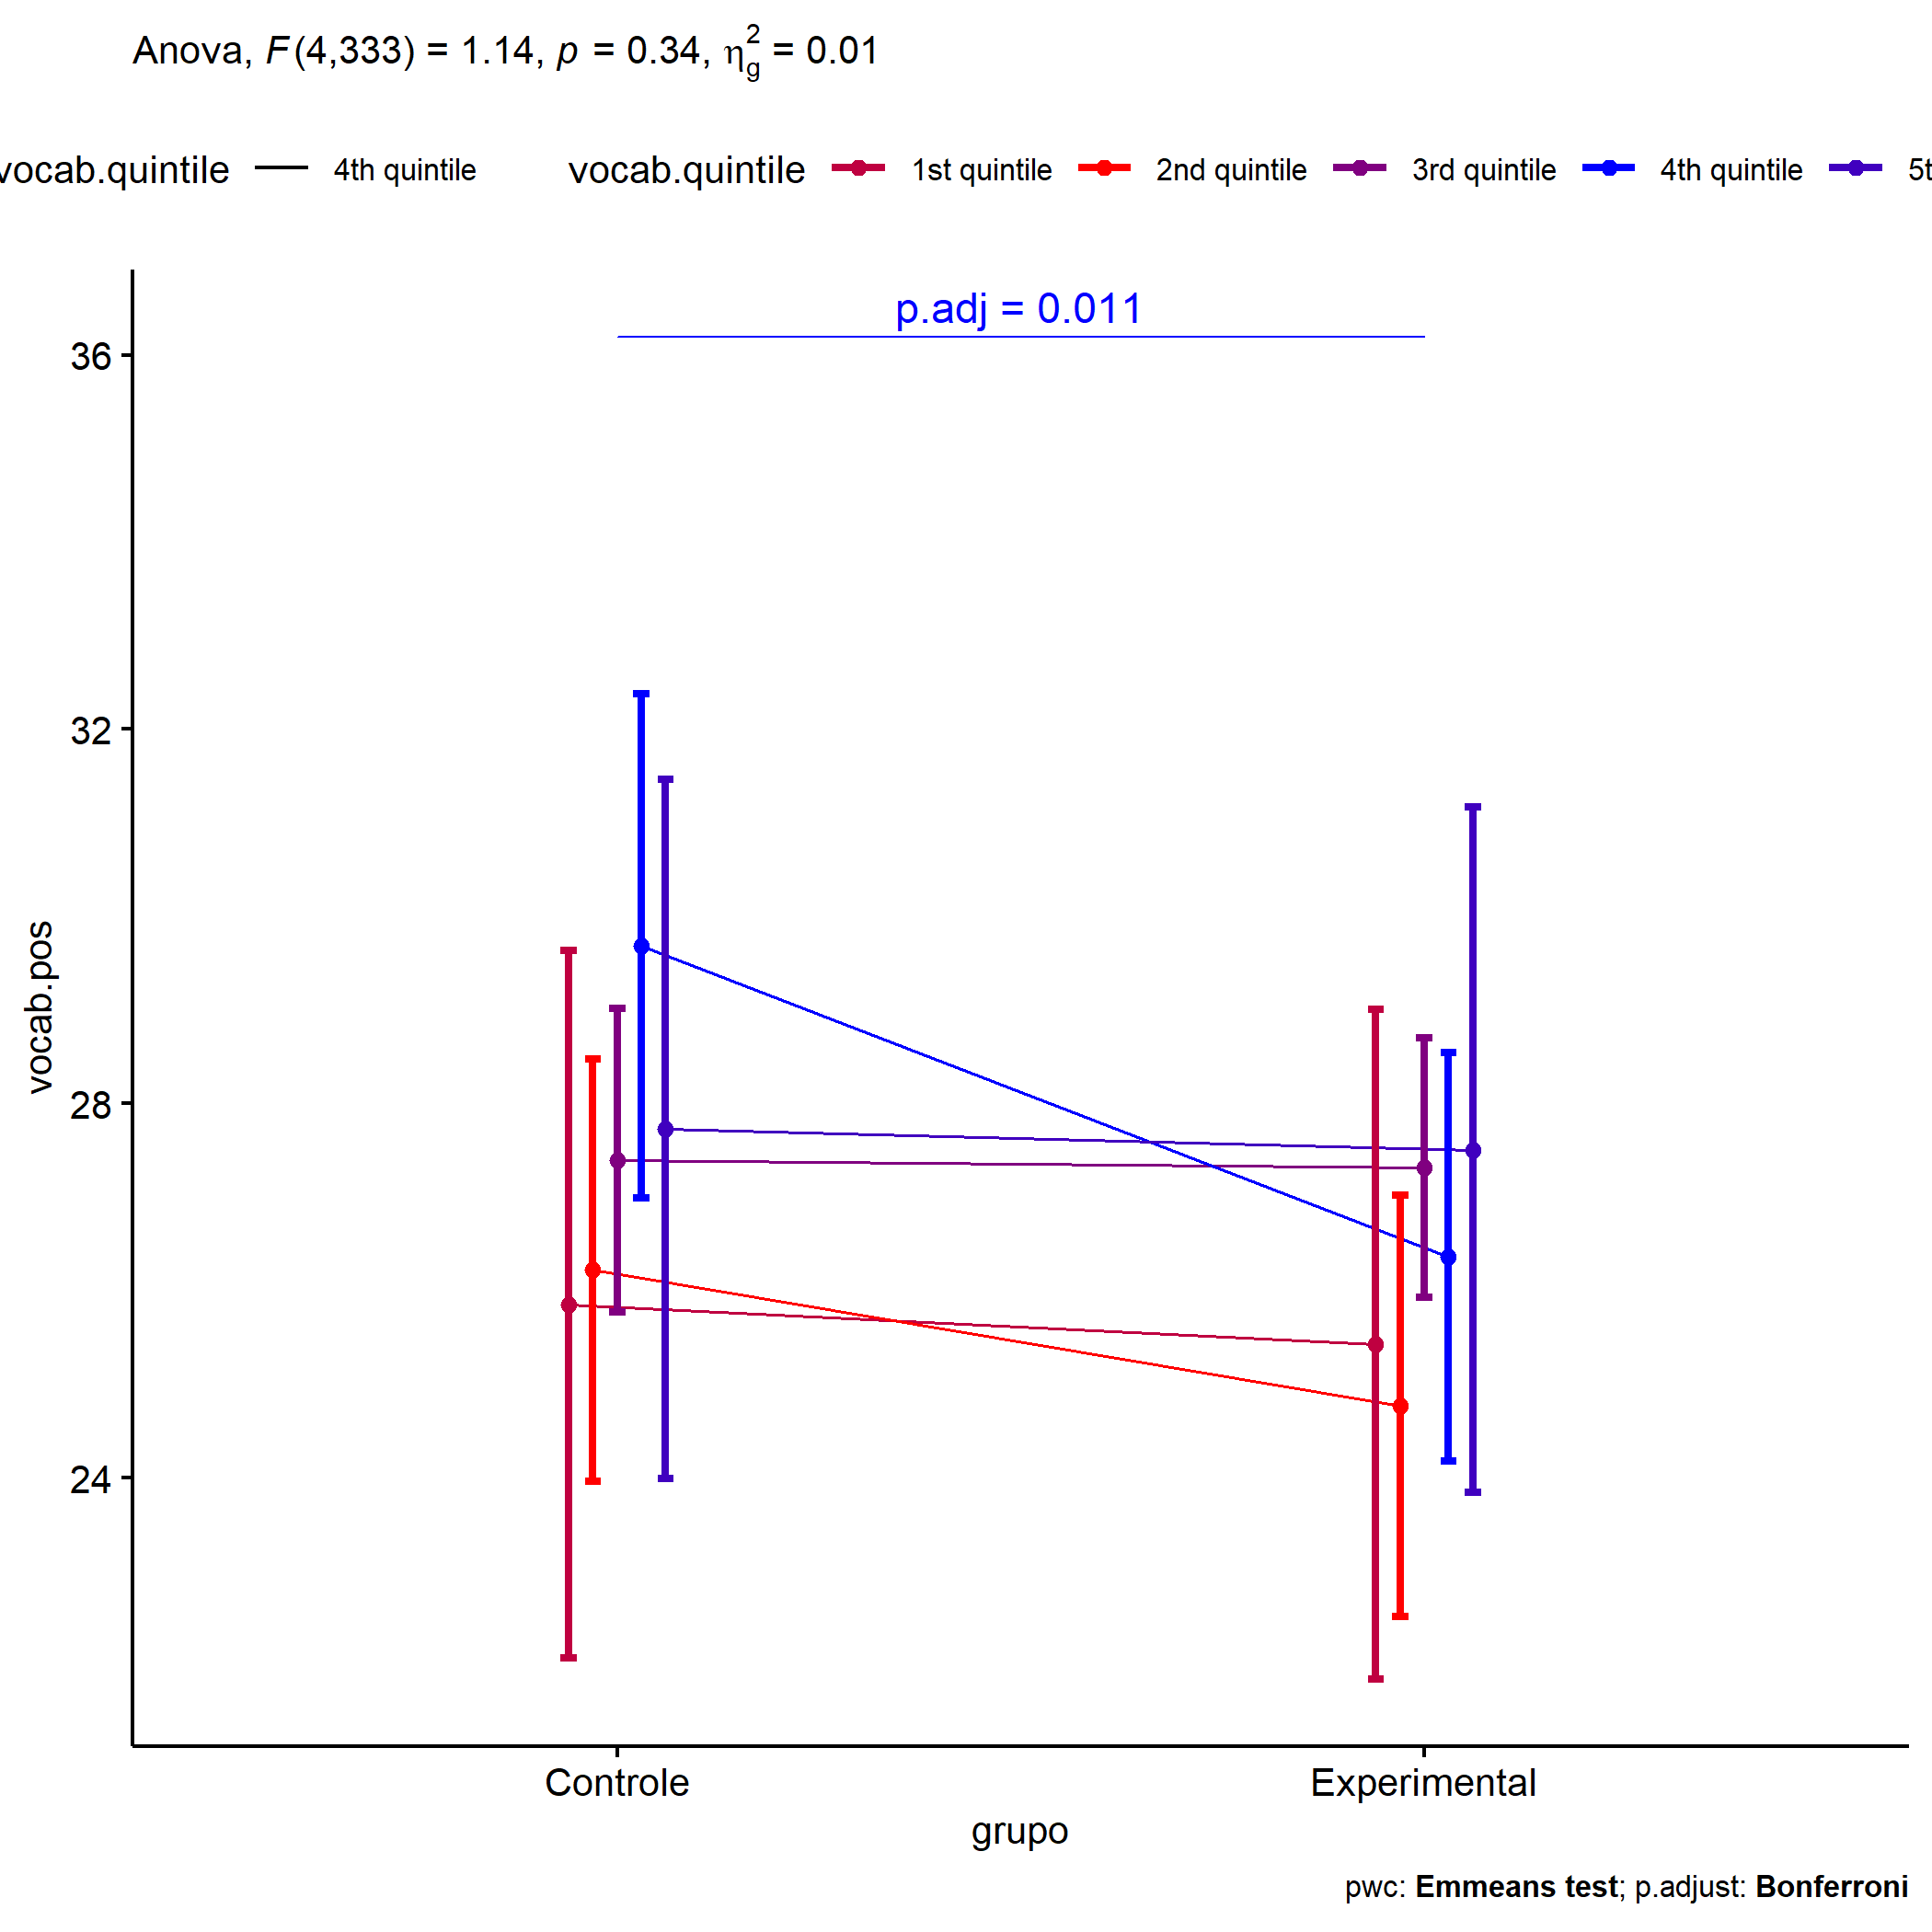 Anova, F(4,333) = 1.14, p = 0.34, η²g = 0.01
vocab.quintile 4th quintile vocab.quintile 1st quintile 2nd quintile 3rd quintile 4th quintile 5t
p.adj = 0.011
36
32
28
24
vocab.pos
Controle Experimental
grupo
pwc: Emmeans test; p.adjust: Bonferroni